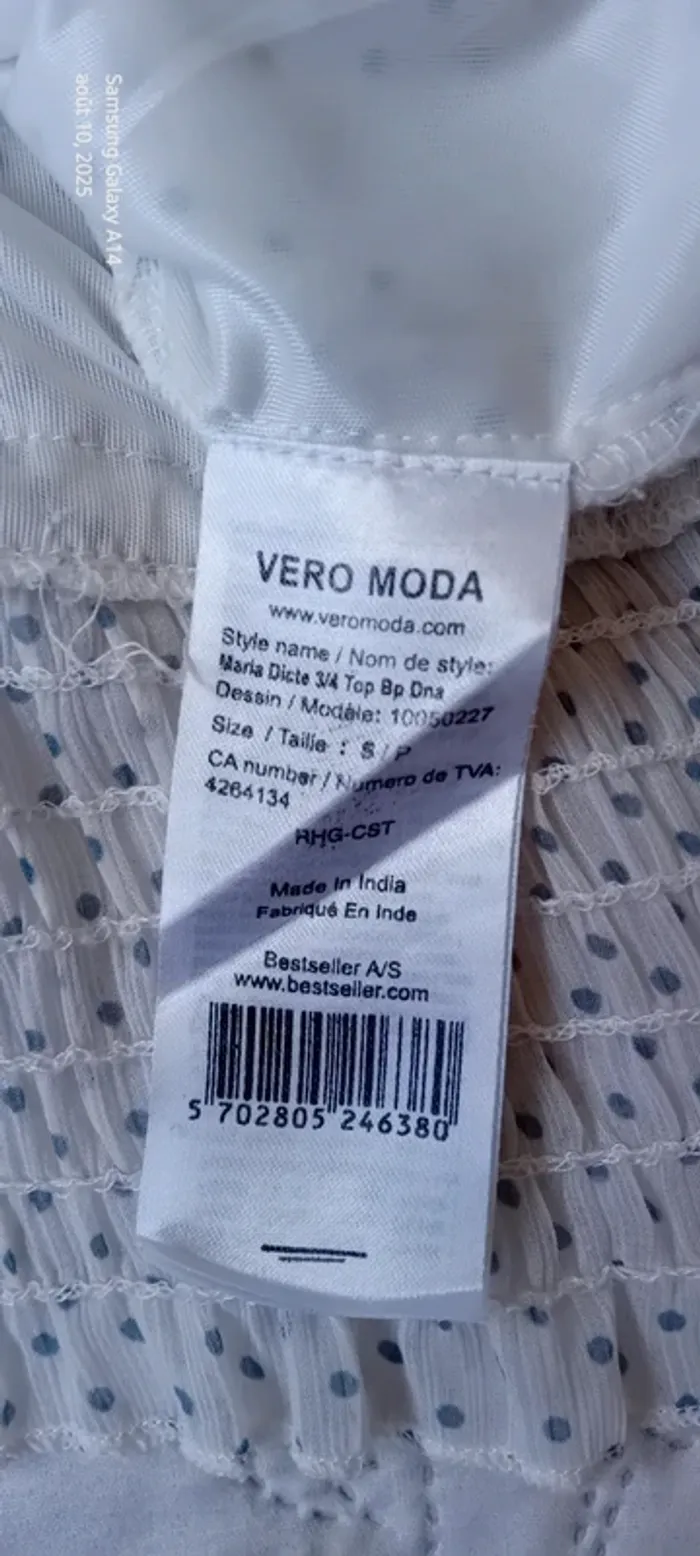 Samsung Galaxy A14
août 10, 2025
VERO MODA
www.veromoda.com
Style name / Nom de style:
Maria Dicte 3/4 Top Bp Dna
Dessin / Modèle: 10050227
Size / Taille : S / P
CA number / Numero de TVA:
4264134
RHG-CST
Made In India
Fabriqué En Inde
Bestseller A/S
www.bestseller.com
5 702805 246380